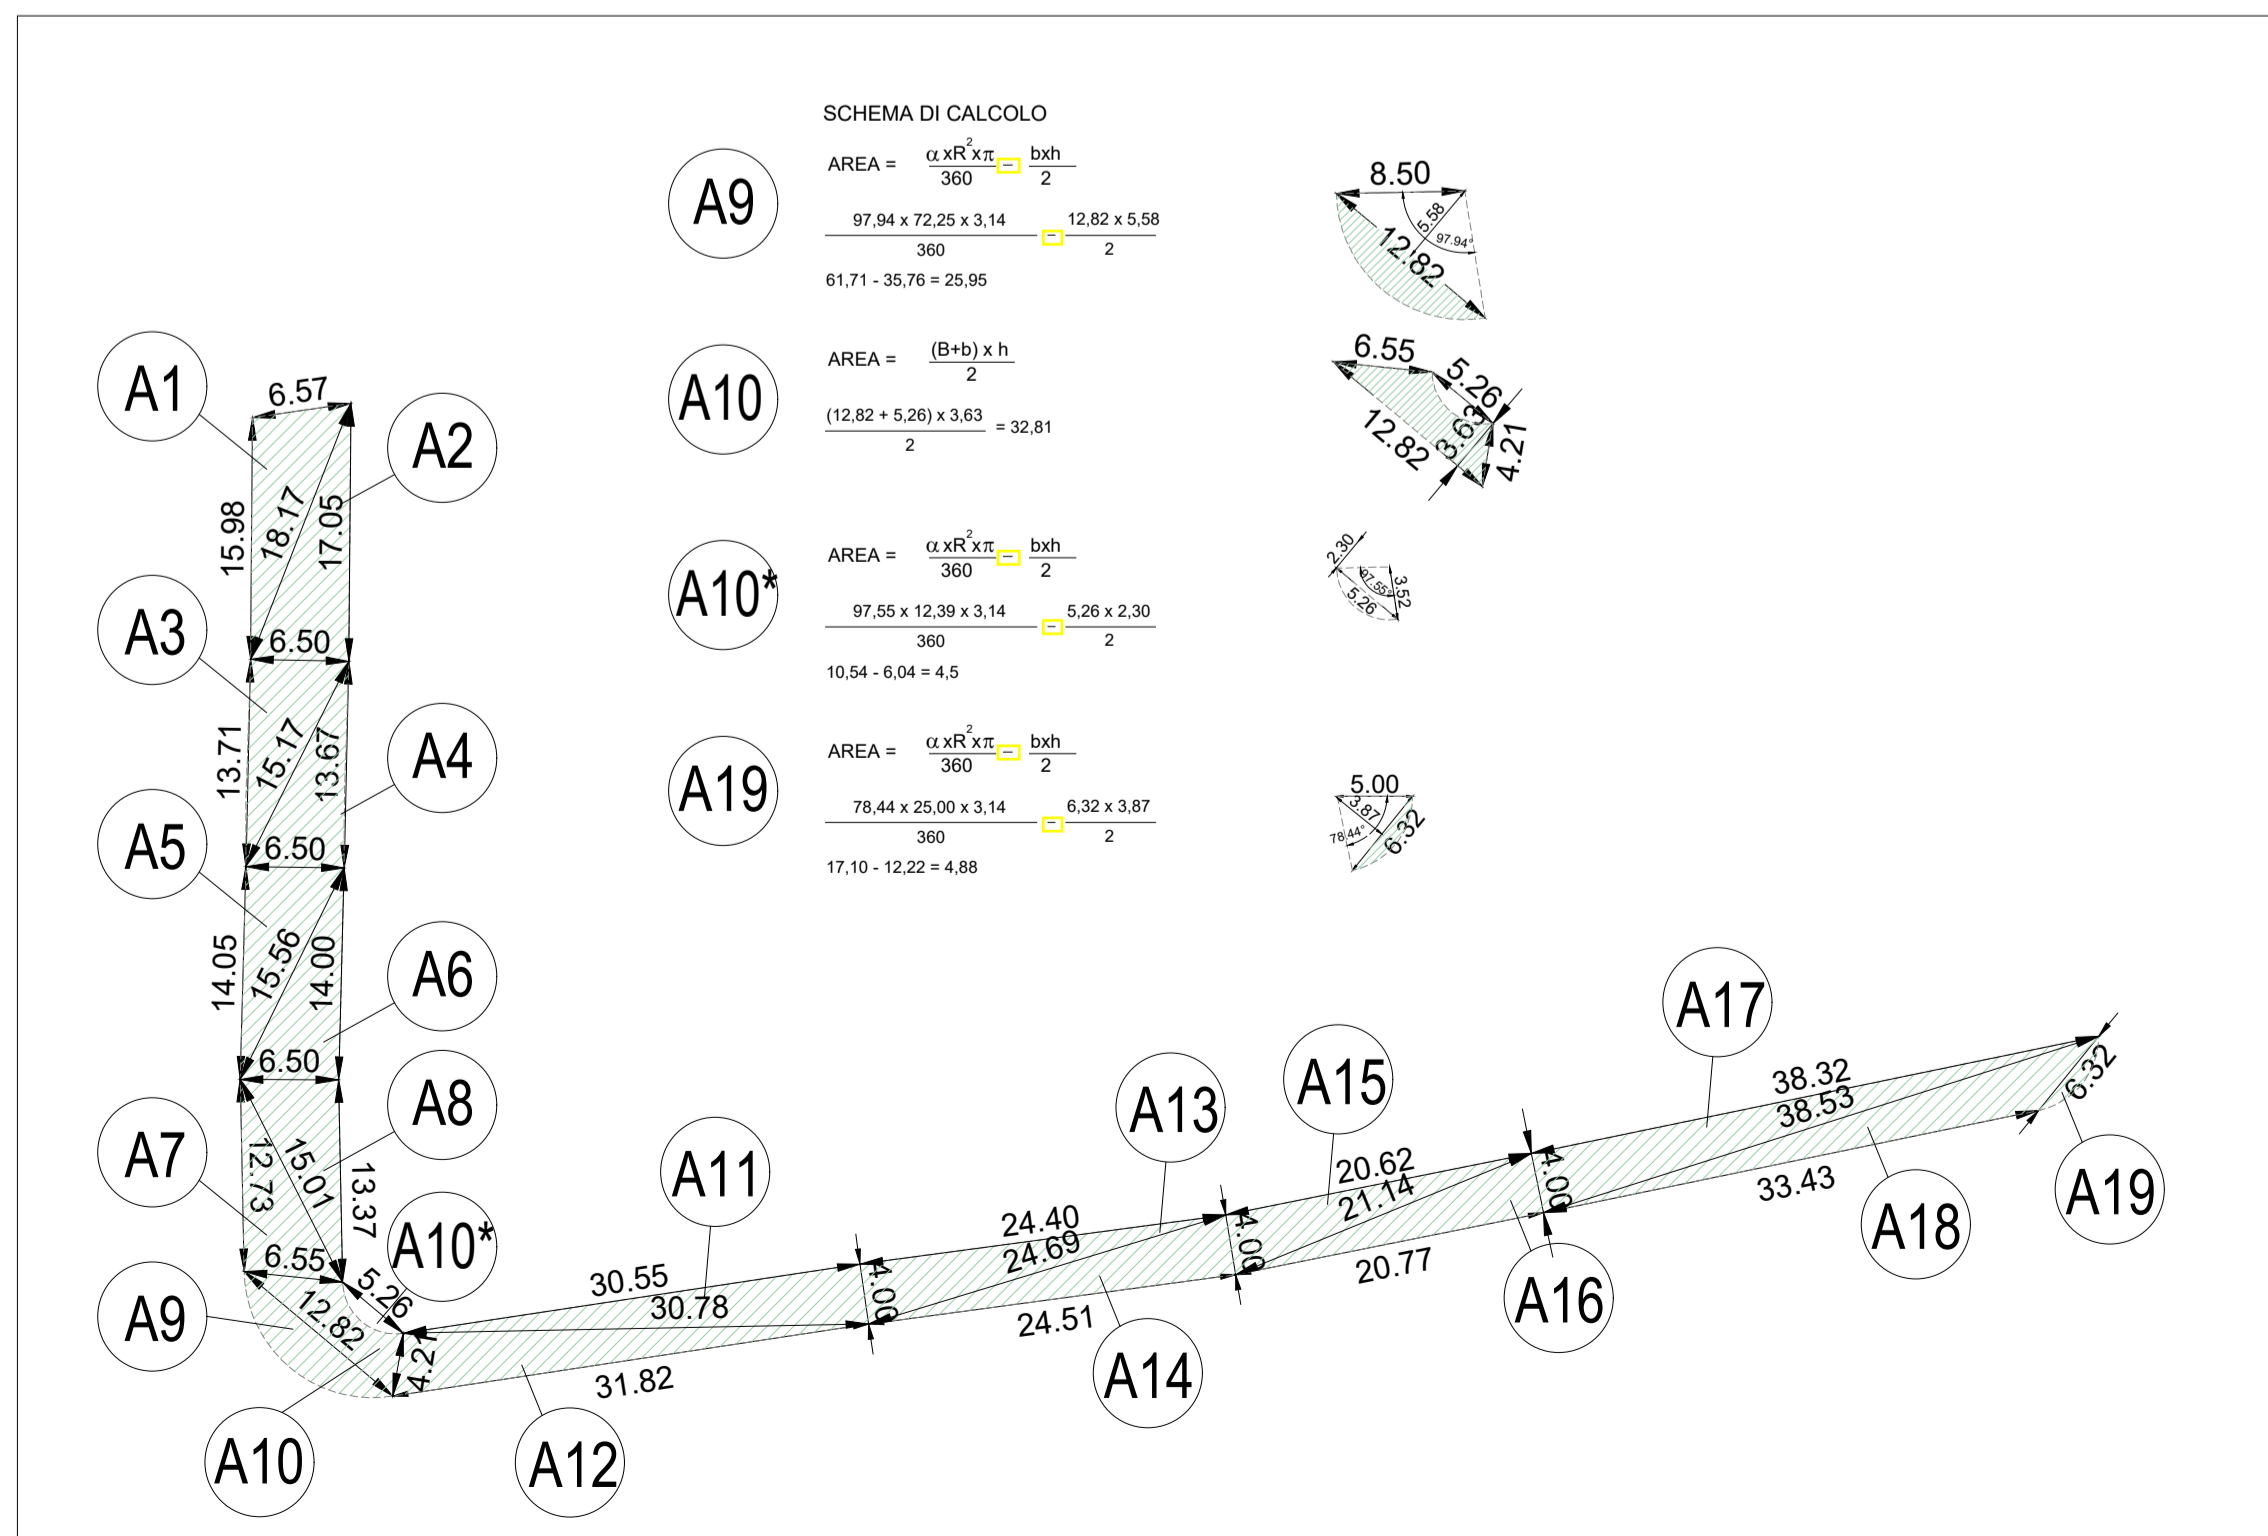 SCHEMA DI CALCOLO
A9
AREA = αxR²xπ / 360 − bxh / 2
97,94 x 72,25 x 3,14 / 360 − 12,82 x 5,58 / 2
61,71 - 35,76 = 25,95
8.50
5.58
97.94°
12.82
A10
AREA = (B+b) x h / 2
(12,82 + 5,26) x 3,63 / 2 = 32,81
6.55
5.26
12.82
3.63
4.21
A10*
AREA = αxR²xπ / 360 − bxh / 2
97,55 x 12,39 x 3,14 / 360 − 5,26 x 2,30 / 2
10,54 - 6,04 = 4,5
2.30
97.55°
3.52
5.26
A19
AREA = αxR²xπ / 360 − bxh / 2
78,44 x 25,00 x 3,14 / 360 − 6,32 x 3,87 / 2
17,10 - 12,22 = 4,88
5.00
3.87
78.44°
6.32
A1
6.57
A2
15.98
18.17
17.05
A3
6.50
13.71
15.17
13.67
A4
A5
6.50
14.05
15.56
14.00
A6
6.50
A8
A7
12.73
15.01
13.37
A10*
6.55
5.26
A9
12.82
4.21
A10
A11
30.55
30.78
31.82
A12
4.00
A13
24.40
24.69
24.51
A14
4.00
A15
20.62
21.14
20.77
A16
4.00
A17
38.32
38.53
33.43
A18
6.32
A19